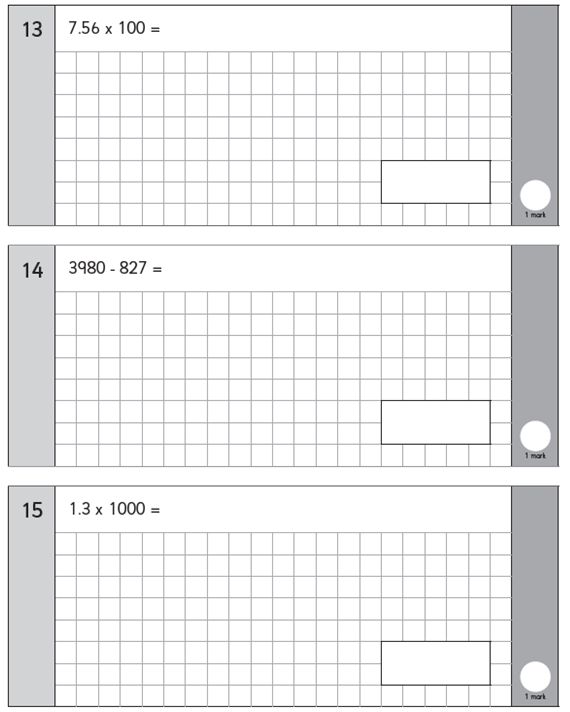 13
7.56 x 100 =
1 mark
14
3980 - 827 =
1 mark
15
1.3 x 1000 =
1 mark